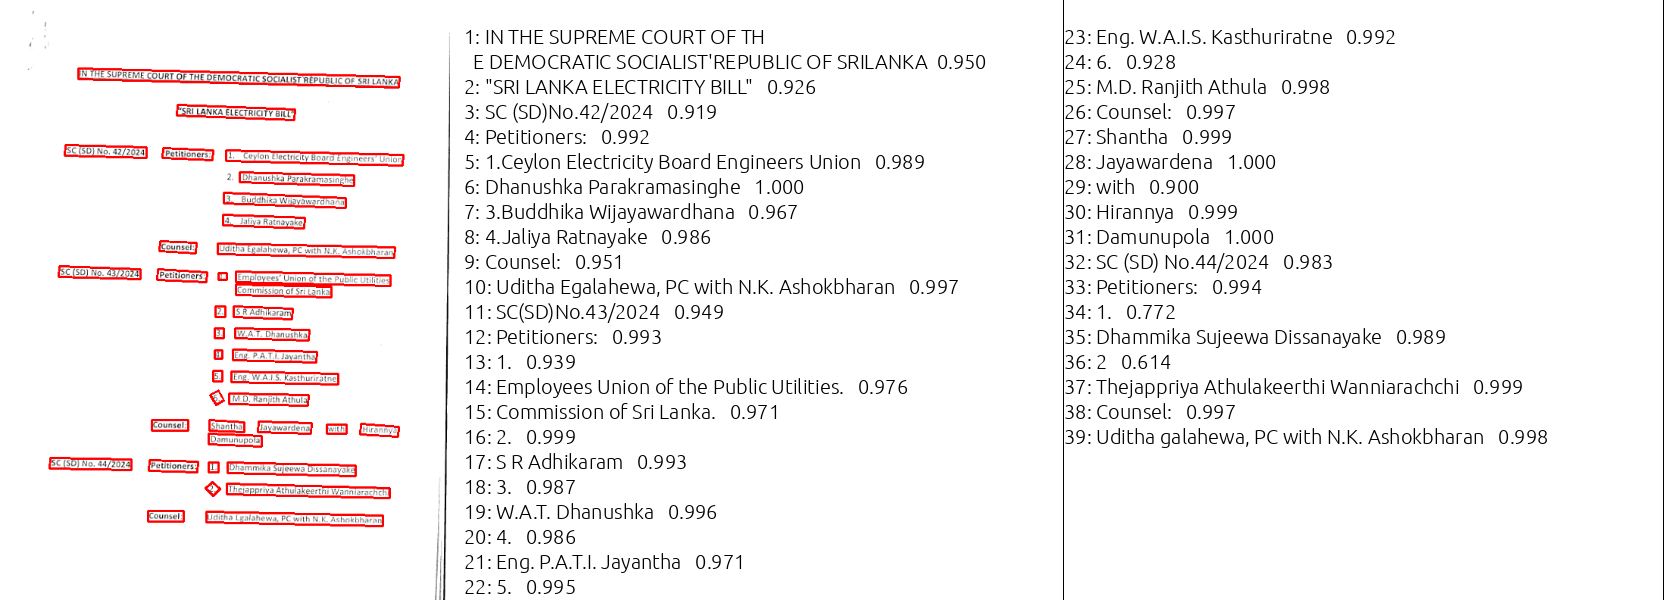 IN THE SUPREME COURT OF THE DEMOCRATIC SOCIALIST REPUBLIC OF SRI LANKA
"SRI LANKA ELECTRICITY BILL"
SC (SD) No. 42/2024 Petitioners: 1. Ceylon Electricity Board Engineers' Union
2. Dhanushka Parakramasinghe
3. Buddhika Wijayawardhana
4. Jaliya Ratnayake
Counsel: Uditha Egalahewa, PC with N.K. Ashokbharan
SC (SD) No. 43/2024 Petitioners: 1. Employees' Union of the Public Utilities
Commission of Sri Lanka
2. S R Adhikaram
3. W.A.T. Dhanushka
4. Eng. P.A.T.I. Jayantha
5. Eng. W.A.I.S. Kasthuriratne
6. M.D. Ranjith Athula
Counsel: Shantha Jayawardena with Hirannya
Damunupola
SC (SD) No. 44/2024 Petitioners: 1. Dhammika Sujeewa Dissanayake
2. Thejappriya Athulakeerthi Wanniarachchi
Counsel: Uditha Egalahewa, PC with N.K. Ashokbharan
1: IN THE SUPREME COURT OF TH
E DEMOCRATIC SOCIALIST'REPUBLIC OF SRILANKA 0.950
2: "SRI LANKA ELECTRICITY BILL" 0.926
3: SC (SD)No.42/2024 0.919
4: Petitioners: 0.992
5: 1.Ceylon Electricity Board Engineers Union 0.989
6: Dhanushka Parakramasinghe 1.000
7: 3.Buddhika Wijayawardhana 0.967
8: 4.Jaliya Ratnayake 0.986
9: Counsel: 0.951
10: Uditha Egalahewa, PC with N.K. Ashokbharan 0.997
11: SC(SD)No.43/2024 0.949
12: Petitioners: 0.993
13: 1. 0.939
14: Employees Union of the Public Utilities. 0.976
15: Commission of Sri Lanka. 0.971
16: 2. 0.999
17: S R Adhikaram 0.993
18: 3. 0.987
19: W.A.T. Dhanushka 0.996
20: 4. 0.986
21: Eng. P.A.T.I. Jayantha 0.971
22: 5. 0.995
23: Eng. W.A.I.S. Kasthuriratne 0.992
24: 6. 0.928
25: M.D. Ranjith Athula 0.998
26: Counsel: 0.997
27: Shantha 0.999
28: Jayawardena 1.000
29: with 0.900
30: Hirannya 0.999
31: Damunupola 1.000
32: SC (SD) No.44/2024 0.983
33: Petitioners: 0.994
34: 1. 0.772
35: Dhammika Sujeewa Dissanayake 0.989
36: 2 0.614
37: Thejappriya Athulakeerthi Wanniarachchi 0.999
38: Counsel: 0.997
39: Uditha galahewa, PC with N.K. Ashokbharan 0.998